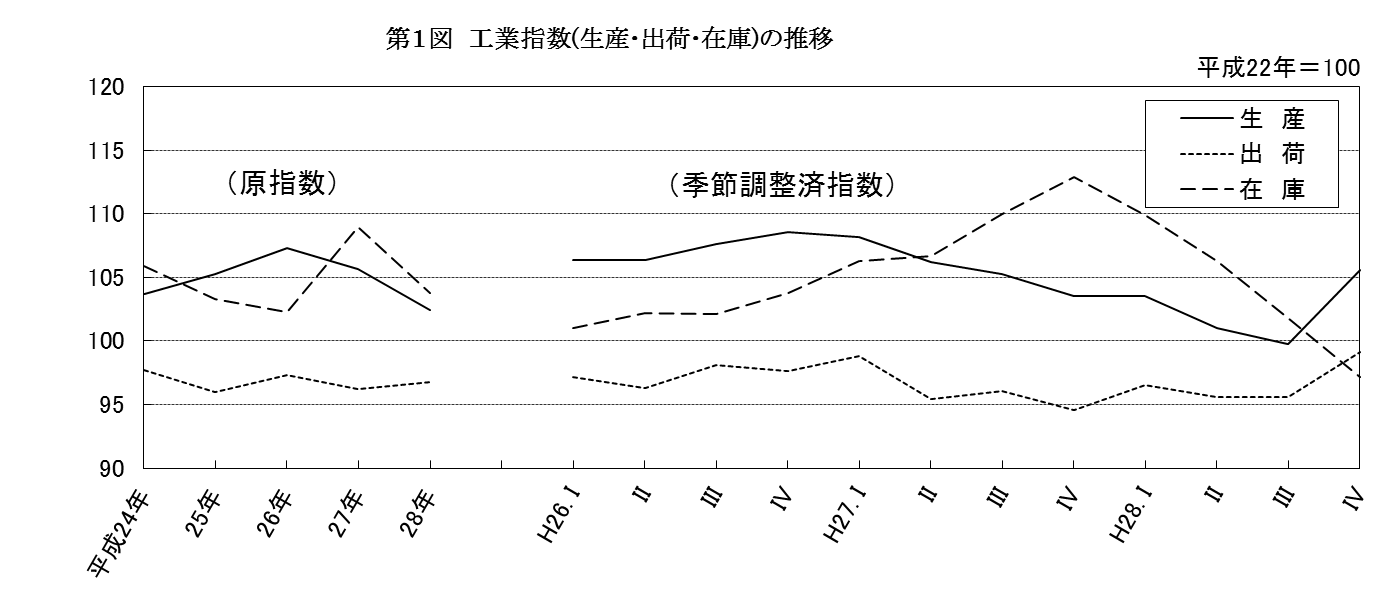 第１図 工業指数(生産・出荷・在庫)の推移
平成22年＝100
120
115
110
105
100
95
90
生 産
出 荷
在 庫
（原指数）
（季節調整済指数）
平成24年
25年
26年
27年
28年
H26.Ⅰ
Ⅱ
Ⅲ
Ⅳ
H27.Ⅰ
Ⅱ
Ⅲ
Ⅳ
H28.Ⅰ
Ⅱ
Ⅲ
Ⅳ